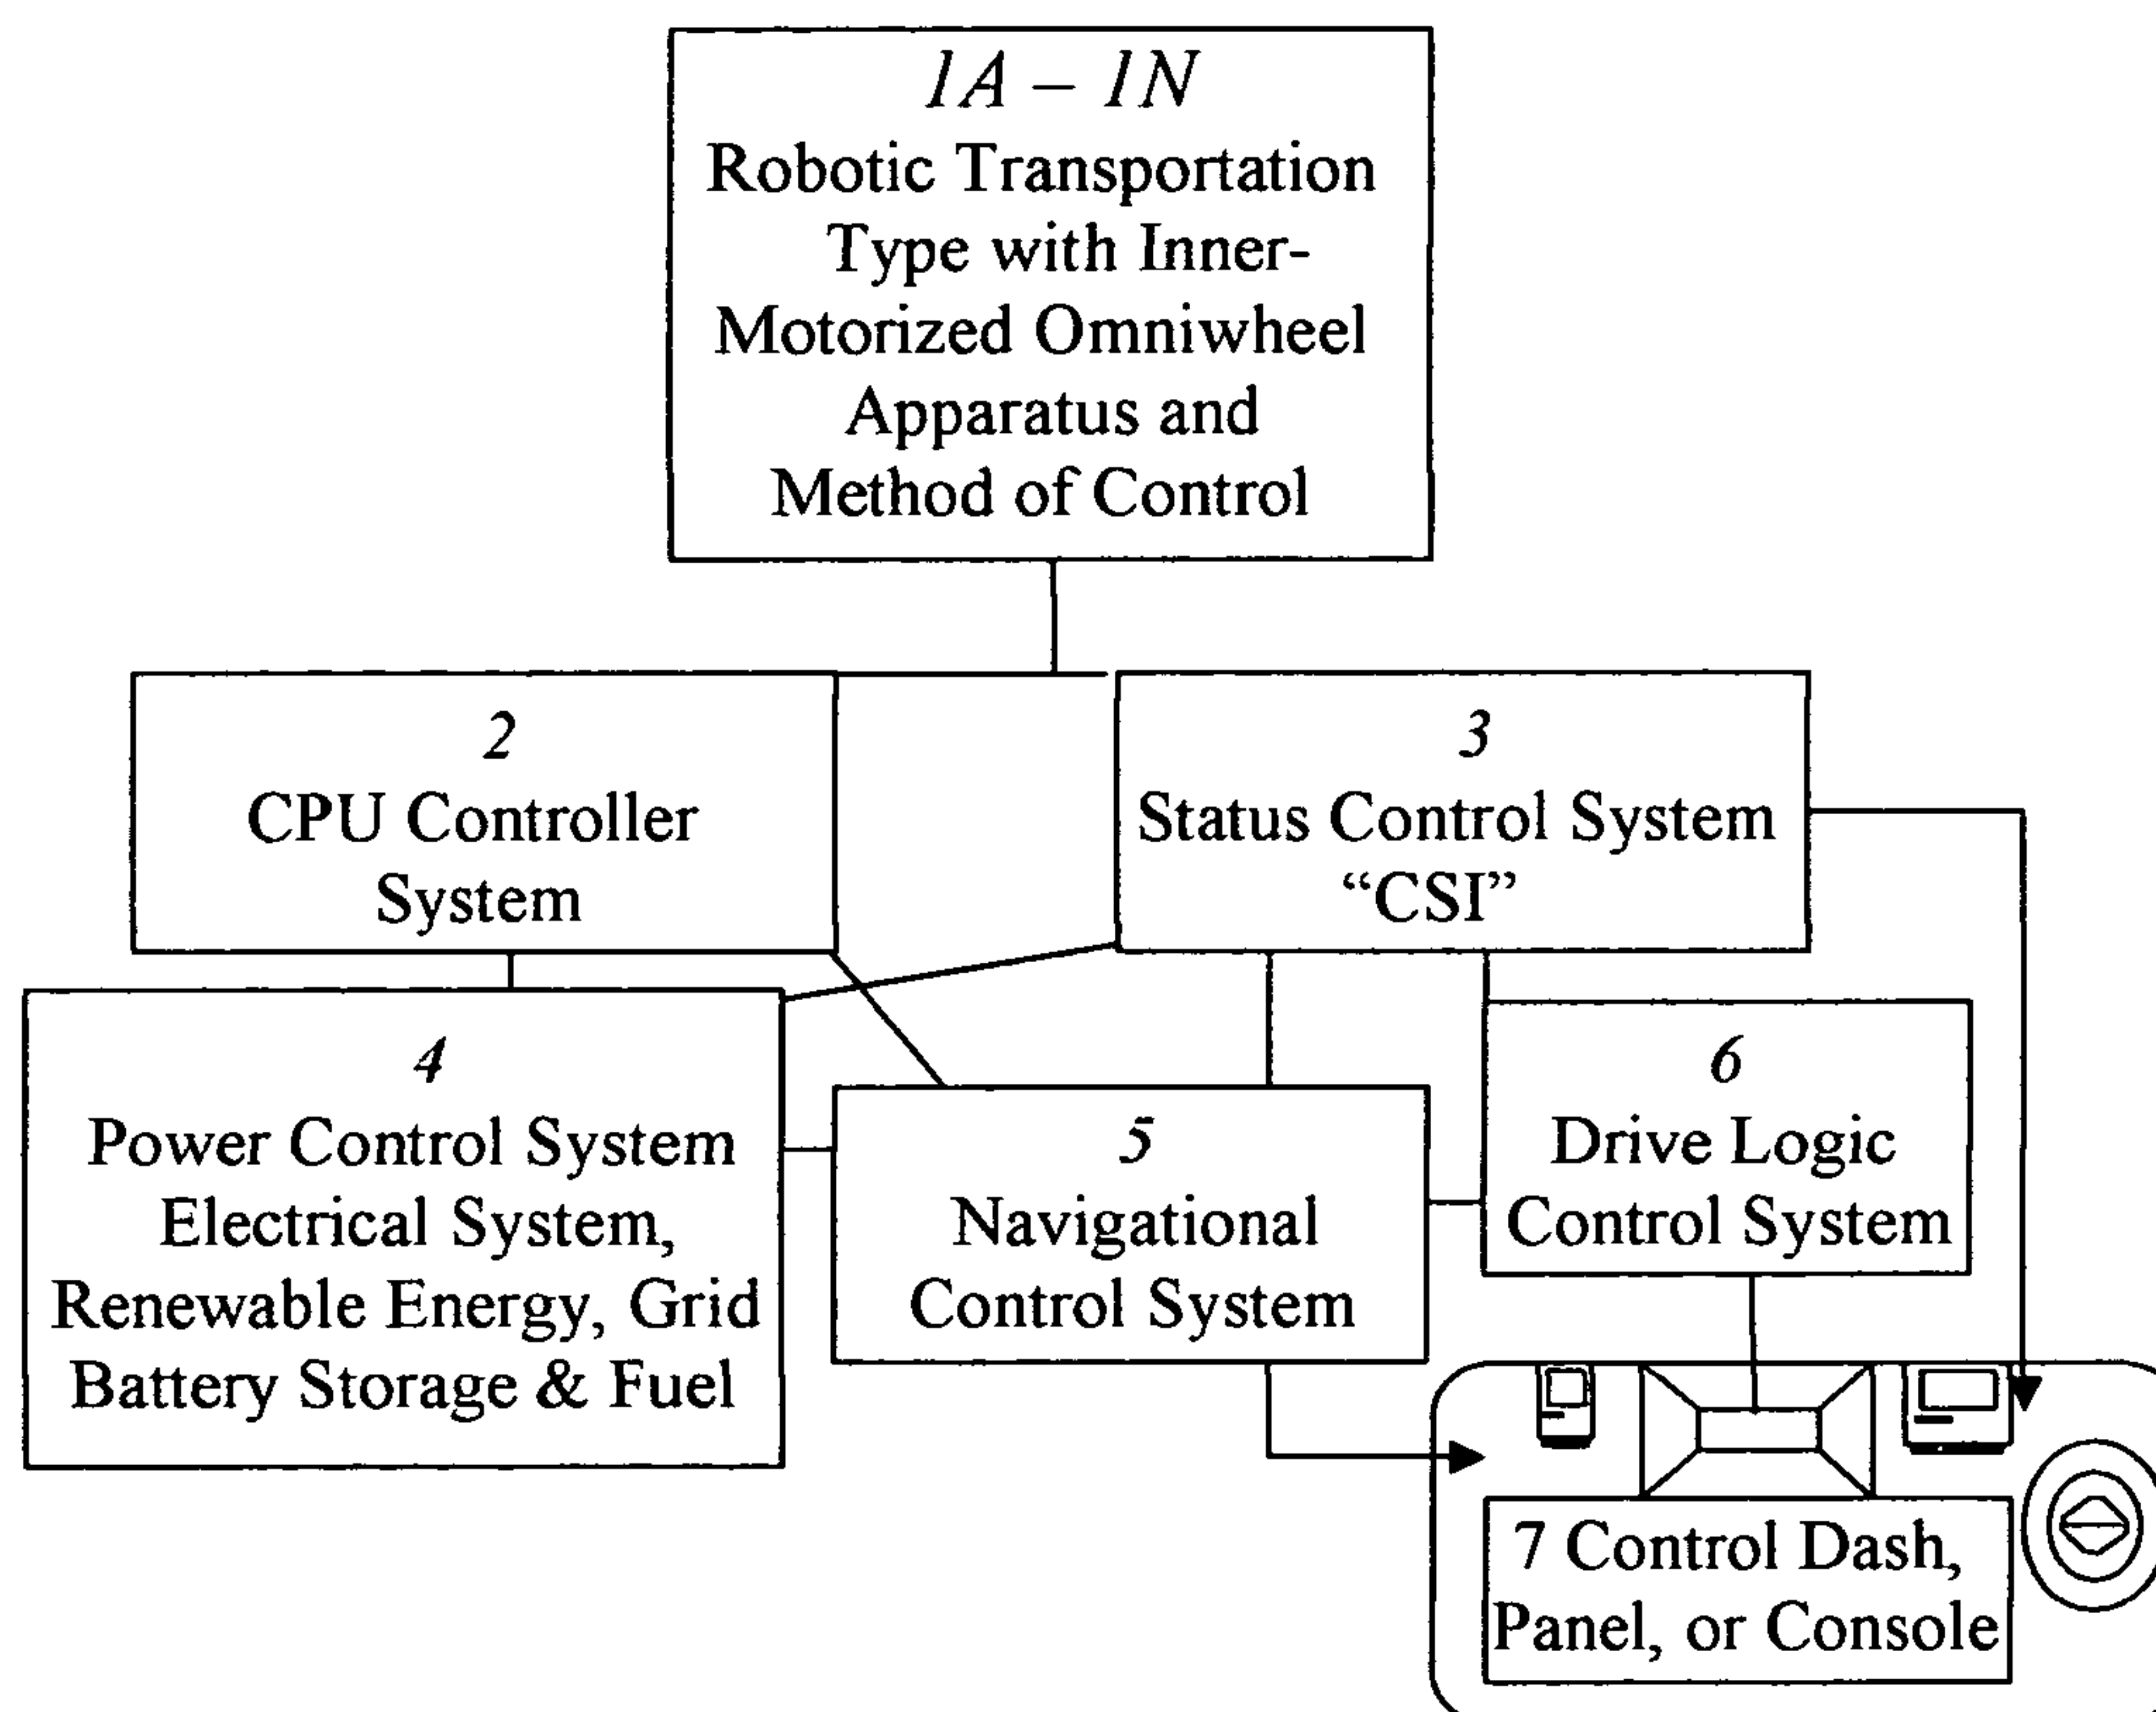 1A – 1N
Robotic Transportation
Type with Inner-
Motorized Omniwheel
Apparatus and
Method of Control
2
CPU Controller
System
3
Status Control System
“CSI”
4
Power Control System
Electrical System,
Renewable Energy, Grid
Battery Storage & Fuel
5
Navigational
Control System
6
Drive Logic
Control System
7 Control Dash,
Panel, or Console